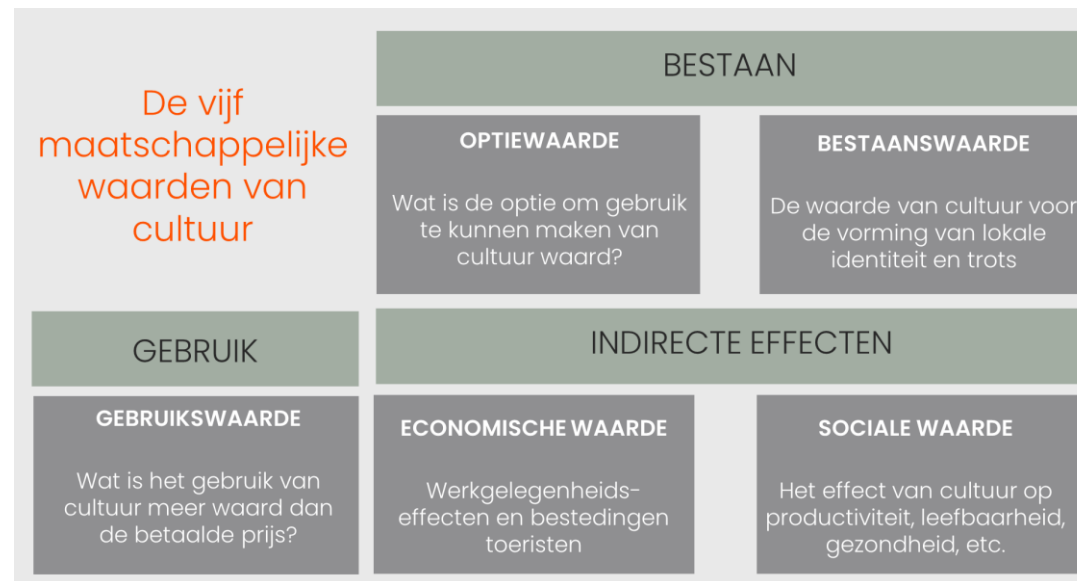 De vijf
maatschappelijke
waarden van
cultuur
BESTAAN
OPTIEWAARDE
Wat is de optie om gebruik
te kunnen maken van
cultuur waard?
BESTAANSWAARDE
De waarde van cultuur voor
de vorming van lokale
identiteit en trots
GEBRUIK
GEBRUIKSWAARDE
Wat is het gebruik van
cultuur meer waard dan
de betaalde prijs?
INDIRECTE EFFECTEN
ECONOMISCHE WAARDE
Werkgelegenheids-
effecten en bestedingen
toeristen
SOCIALE WAARDE
Het effect van cultuur op
productiviteit, leefbaarheid,
gezondheid, etc.